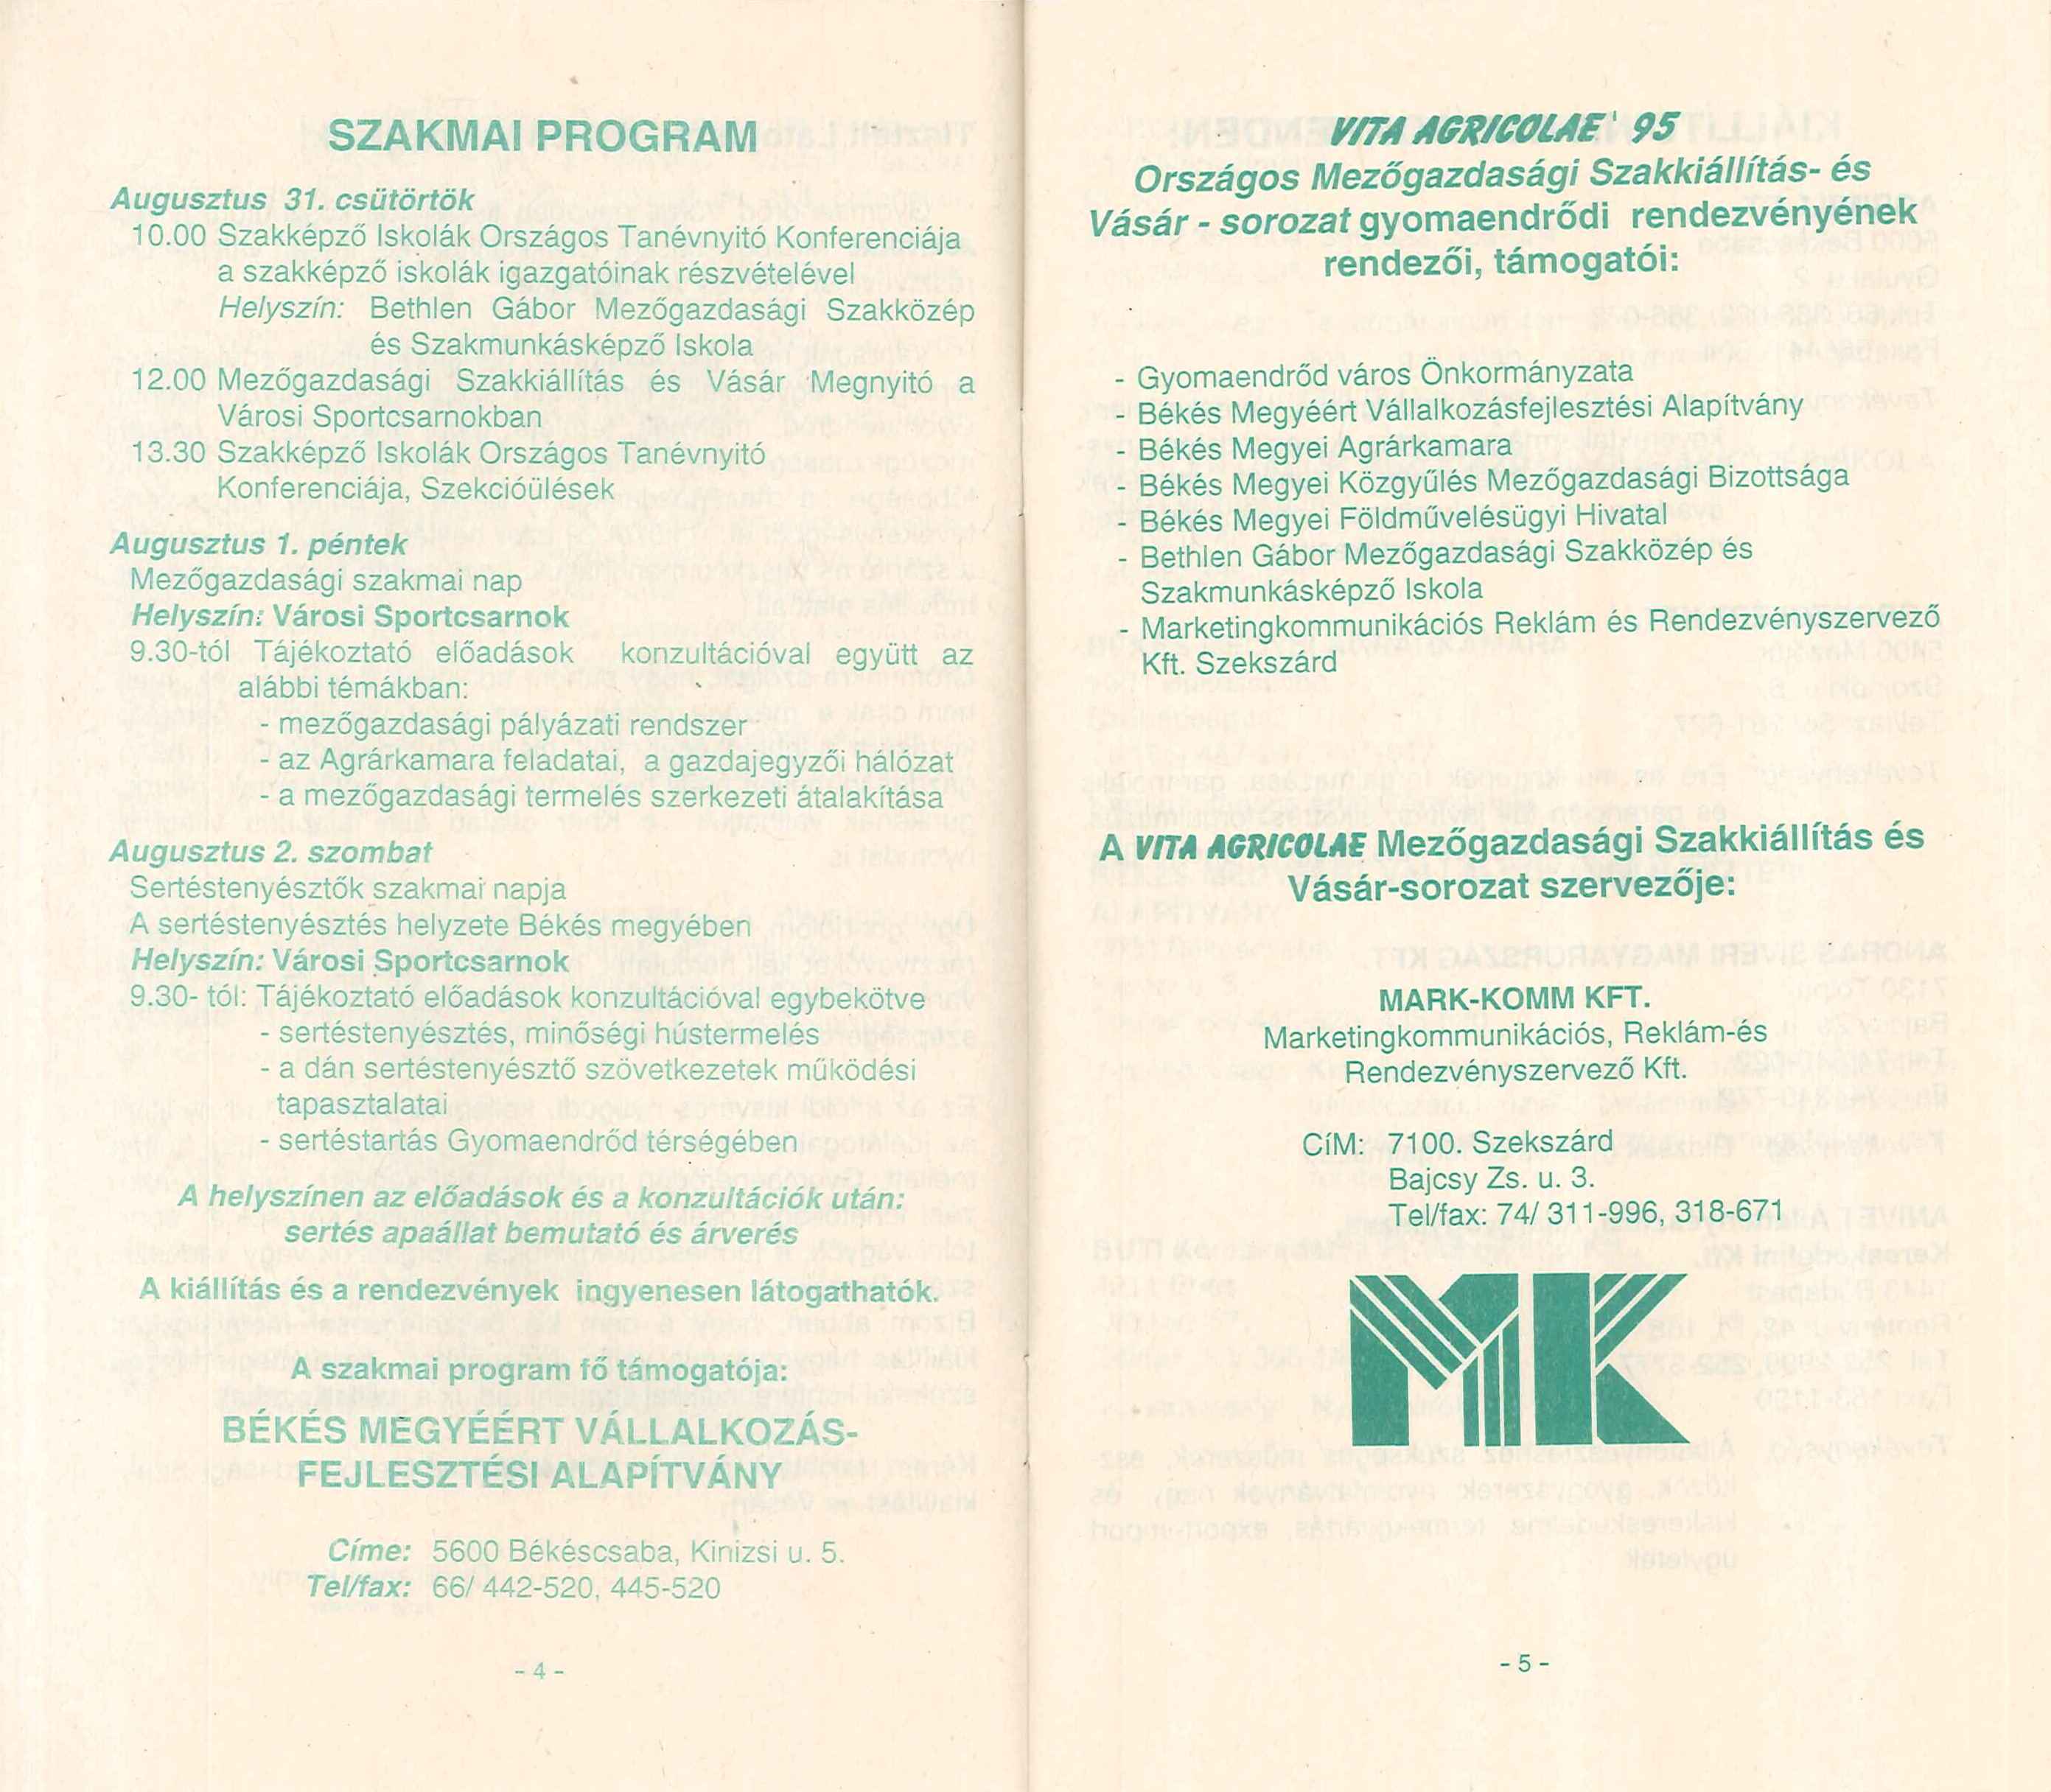 SZAKMAI PROGRAM
Augusztus 31. csütörtök
10.00 Szakképző Iskolák Országos Tanévnyitó Konferenciája
a szakképző iskolák igazgatóinak részvételével
Helyszín: Bethlen Gábor Mezőgazdasági Szakközép
és Szakmunkásképző Iskola
12.00 Mezőgazdasági Szakkiállítás és Vásár Megnyitó a
Városi Sportcsarnokban
13.30 Szakképző Iskolák Országos Tanévnyitó
Konferenciája, Szekcióülések
Augusztus 1. péntek
Mezőgazdasági szakmai nap
Helyszín: Városi Sportcsarnok
9.30-tól Tájékoztató előadások konzultációval együtt az
alábbi témákban:
- mezőgazdasági pályázati rendszer
- az Agrárkamara feladatai, a gazdajegyzői hálózat
- a mezőgazdasági termelés szerkezeti átalakítása
Augusztus 2. szombat
Sertéstenyésztők szakmai napja
A sertéstenyésztés helyzete Békés megyében
Helyszín: Városi Sportcsarnok
9.30- tól: Tájékoztató előadások konzultációval egybekötve
- sertéstenyésztés, minőségi hústermelés
- a dán sertéstenyésztő szövetkezetek működési
tapasztalatai
- sertéstartás Gyomaendrőd térségében
A helyszínen az előadások és a konzultációk után:
sertés apaállat bemutató és árverés
A kiállítás és a rendezvények ingyenesen látogathatók.
A szakmai program fő támogatója:
BÉKÉS MEGYÉÉRT VÁLLALKOZÁS-
FEJLESZTÉSI ALAPÍTVÁNY
Címe: 5600 Békéscsaba, Kinizsi u. 5.
Tel/fax: 66/ 442-520, 445-520
- 4 -
VITA AGRICOLAE' 95
Országos Mezőgazdasági Szakkiállítás- és
Vásár - sorozat gyomaendrődi rendezvényének
rendezői, támogatói:
- Gyomaendrőd város Önkormányzata
- Békés Megyéért Vállalkozásfejlesztési Alapítvány
- Békés Megyei Agrárkamara
- Békés Megyei Közgyűlés Mezőgazdasági Bizottsága
- Békés Megyei Földművelésügyi Hivatal
- Bethlen Gábor Mezőgazdasági Szakközép és
Szakmunkásképző Iskola
- Marketingkommunikációs Reklám és Rendezvényszervező
Kft. Szekszárd
A VITA AGRICOLAE Mezőgazdasági Szakkiállítás és
Vásár-sorozat szervezője:
MARK-KOMM KFT.
Marketingkommunikációs, Reklám-és
Rendezvényszervező Kft.
CíM: 7100. Szekszárd
Bajcsy Zs. u. 3.
Tel/fax: 74/ 311-996, 318-671
MK
- 5 -